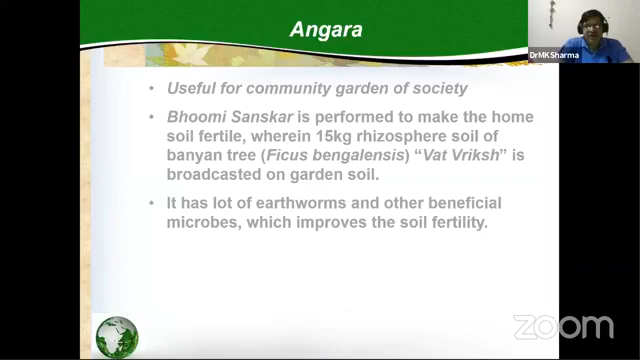 Angara
DrMKSharma
• Useful for community garden of society
• Bhoomi Sanskar is performed to make the home
soil fertile, wherein 15kg rhizosphere soil of
banyan tree (Ficus bengalensis) “Vat Vriksh” is
broadcasted on garden soil.
• It has lot of earthworms and other beneficial
microbes, which improves the soil fertility.
zoom